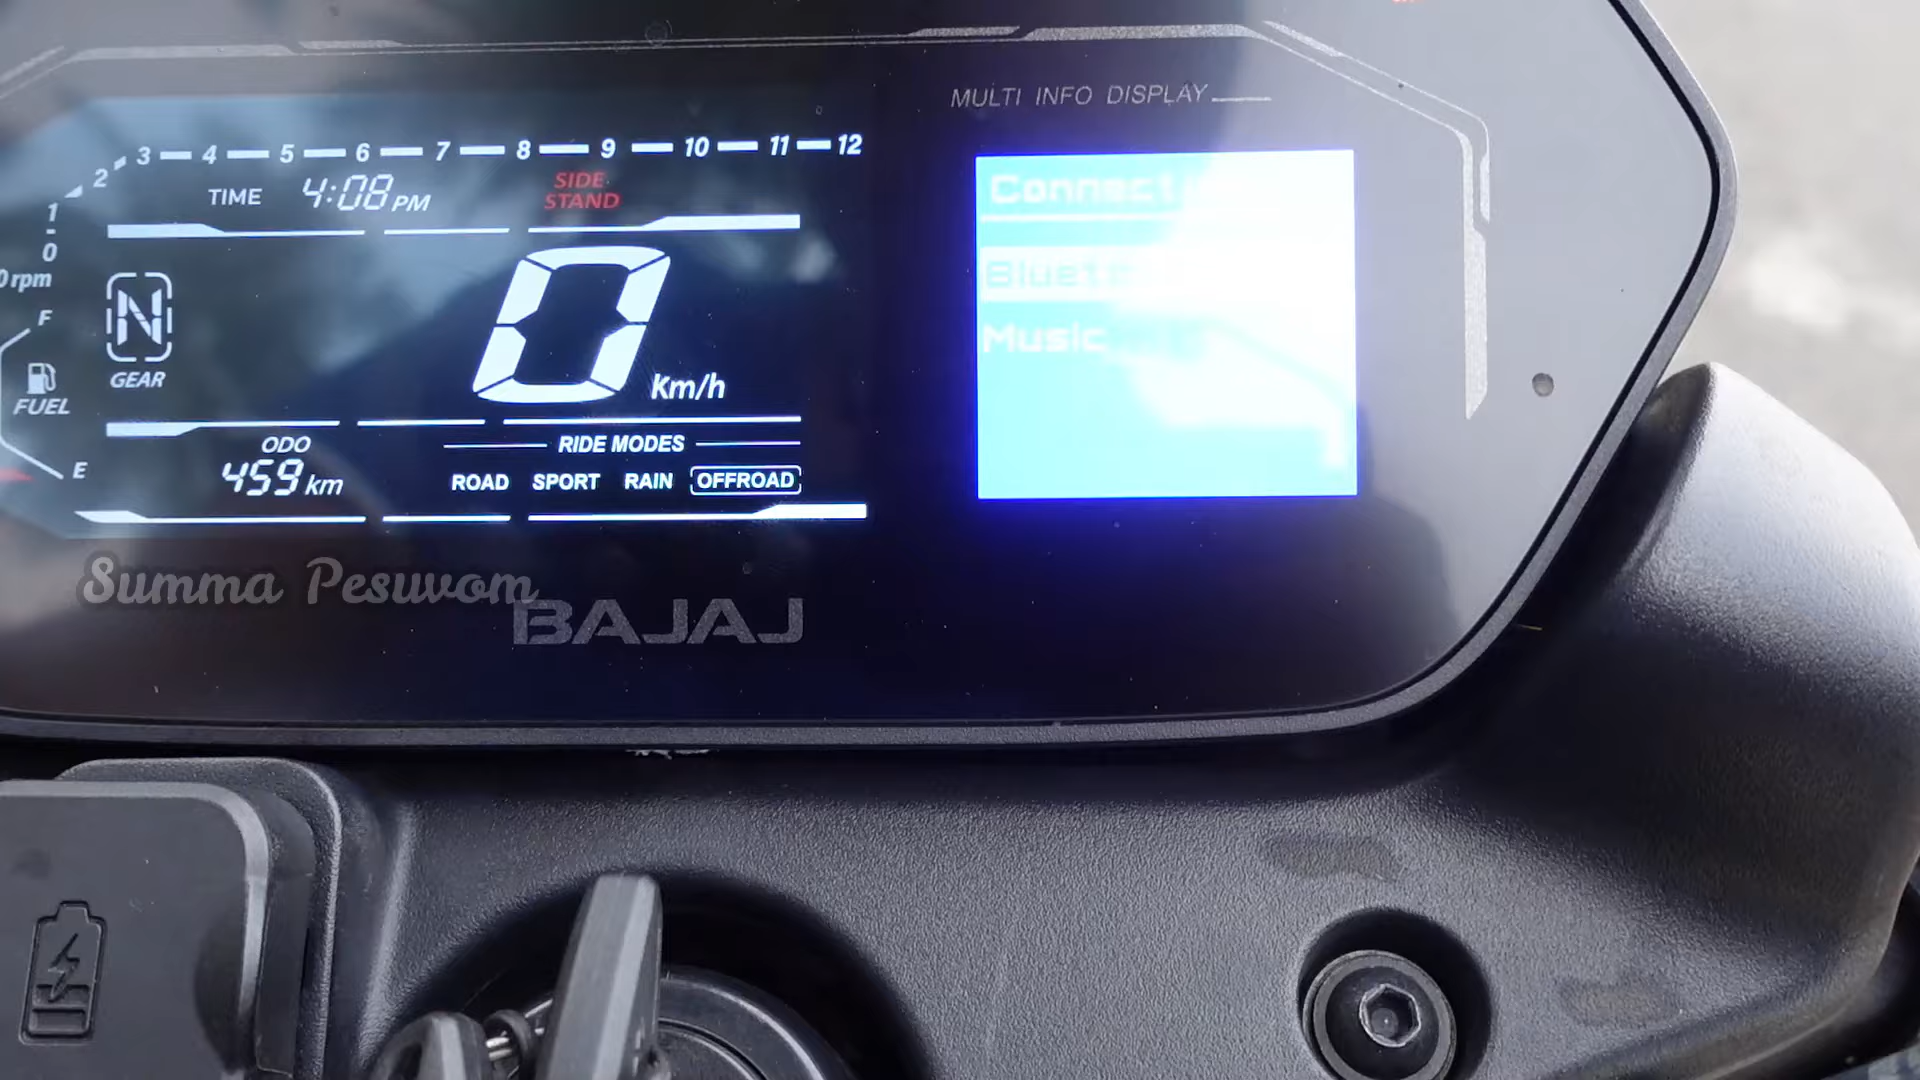 MULTI INFO DISPLAY
0 1 2 3 4 5 6 7 8 9 10 11 12
TIME 4:08 PM
SIDE
STAND
rpm
N
GEAR
F
FUEL
E
0 km/h
ODO
459 km
RIDE MODES
ROAD SPORT RAIN OFFROAD
Music
Summa Pesuvom
BAJAJ